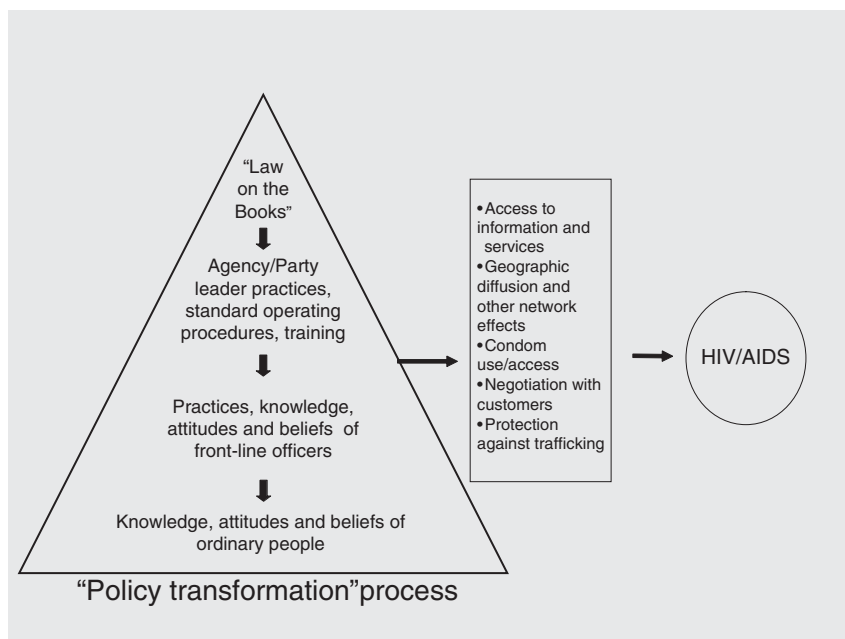 “Law
on the
Books”
Agency/Party
leader practices,
standard operating
procedures, training
Practices, knowledge,
attitudes and beliefs of
front-line officers
Knowledge, attitudes and beliefs of
ordinary people
“Policy transformation”process
•Access to
information and
services
•Geographic
diffusion and
other network
effects
•Condom
use/access
•Negotiation with
customers
•Protection
against trafficking
HIV/AIDS